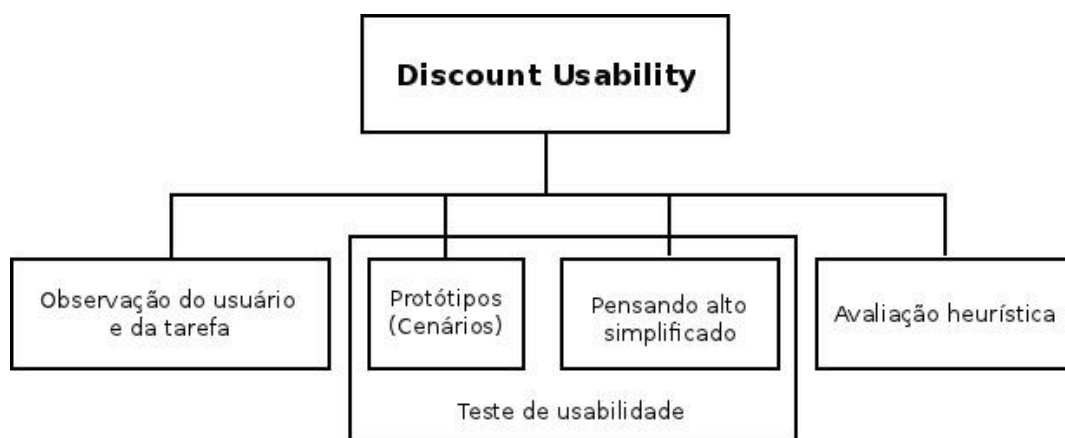 Discount Usability
Observação do usuário
e da tarefa
Protótipos
(Cenários)
Pensando alto
simplificado
Avaliação heurística
Teste de usabilidade